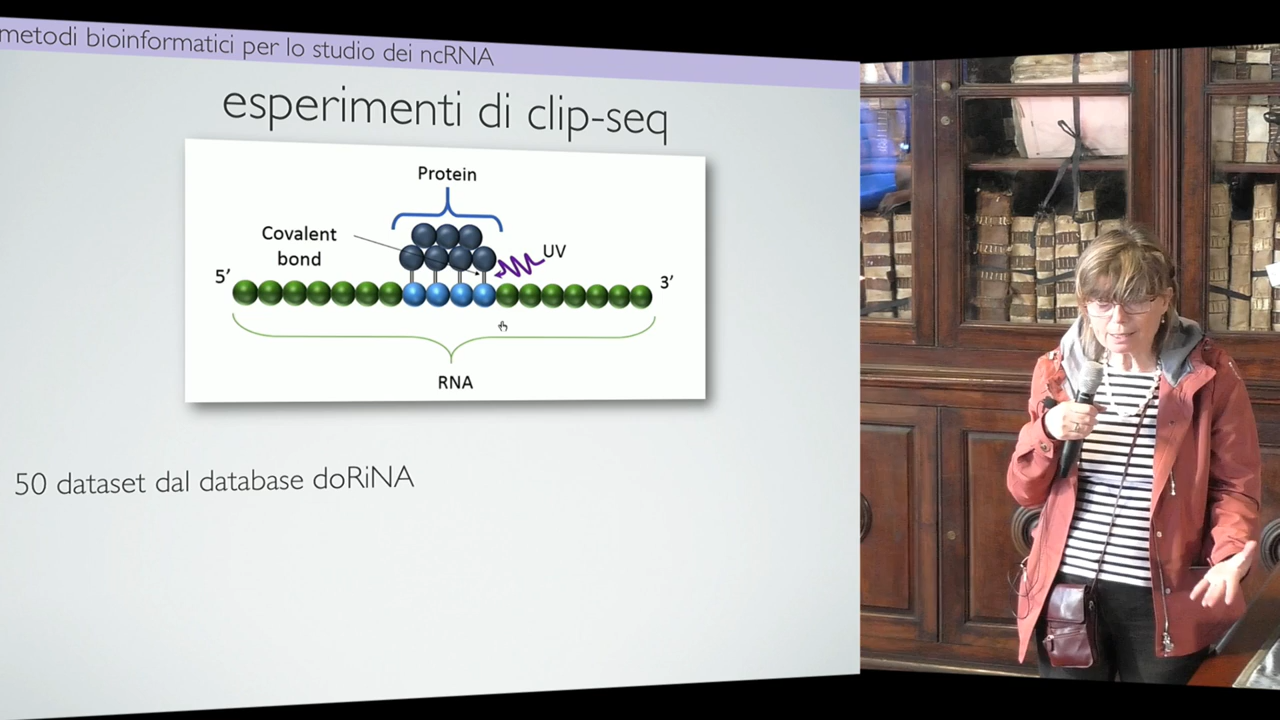 metodi bioinformatici per lo studio dei ncRNA
esperimenti di clip-seq
Protein
Covalent
bond
UV
5’
3’
RNA
50 dataset dal database doRiNA